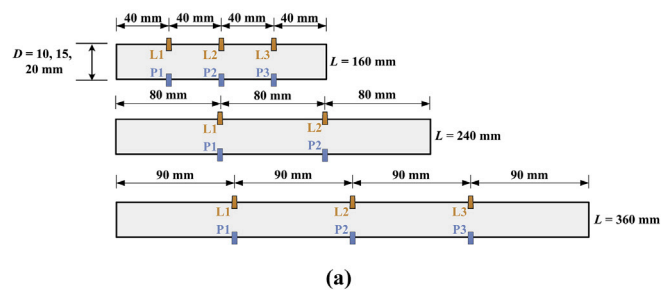 40 mm 40 mm 40 mm 40 mm
D = 10, 15,
20 mm
L1 L2 L3
P1 P2 P3
L = 160 mm
80 mm 80 mm 80 mm
L1 L2
P1 P2
L = 240 mm
90 mm 90 mm 90 mm 90 mm
L1 L2 L3
P1 P2 P3
L = 360 mm
(a)